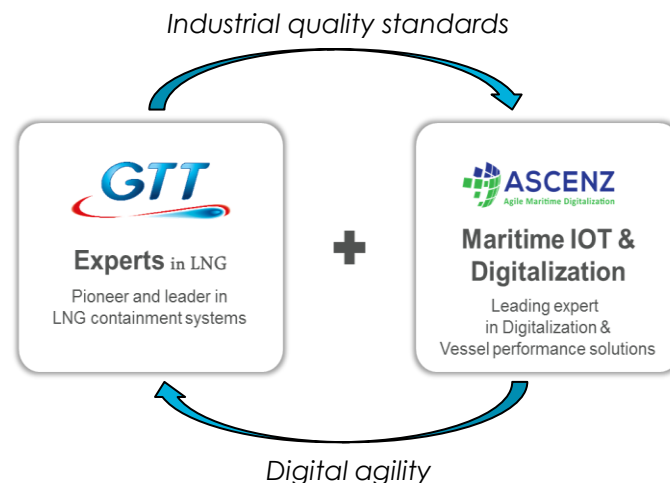 Industrial quality standards
GTT
Experts in LNG
Pioneer and leader in
LNG containment systems
ASCENZ
Agile Maritime Digitalization
Maritime IOT &
Digitalization
Leading expert
in Digitalization &
Vessel performance solutions
Digital agility